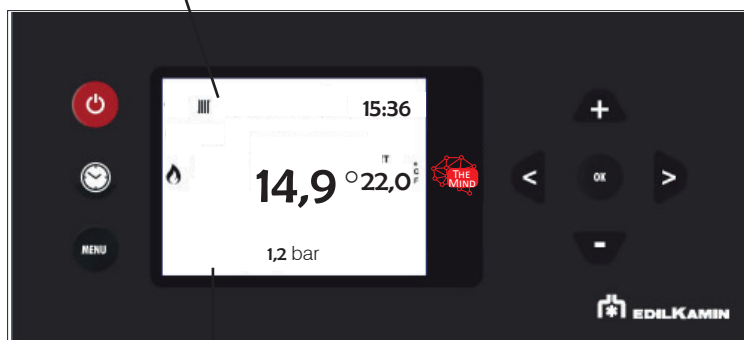 15:36
14,9 °22,0
THE
MIND
OK
MENU
1,2 bar
EDILKAMIN